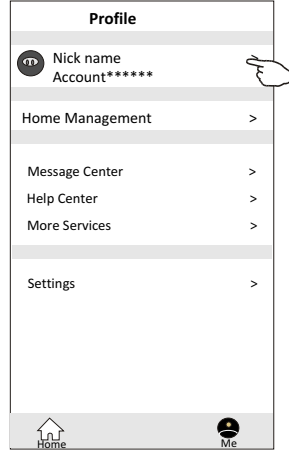 Profile
Nick name
Account******
Home Management >
Message Center >
Help Center >
More Services >
Settings >
Home Me